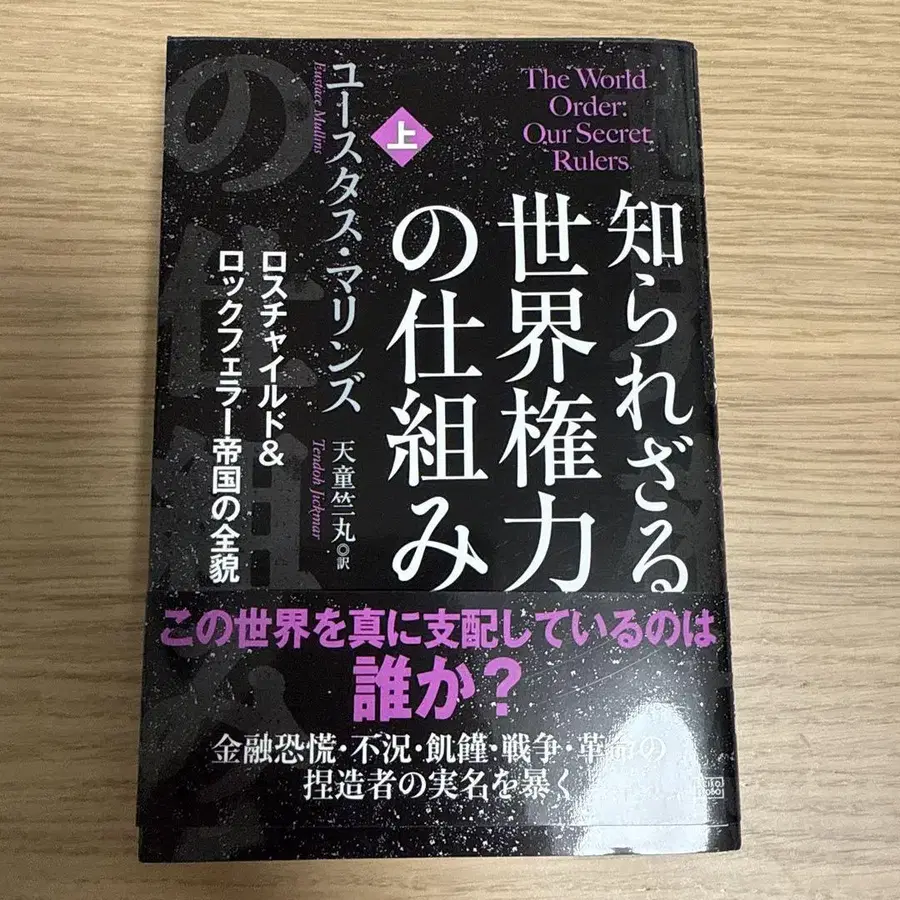 The World
Order:
Our Secret
Rulers
知られざる
世界権力
の仕組み
上
ユースタス・マリンズ
Eustace Mullins
天童竺丸◎訳
Tendoh Jickmar
ロスチャイルド&
ロックフェラー帝国の全貌
この世界を真に支配しているのは
誰か?
金融恐慌・不況・飢饉・戦争・革命の
捏造者の実名を暴く